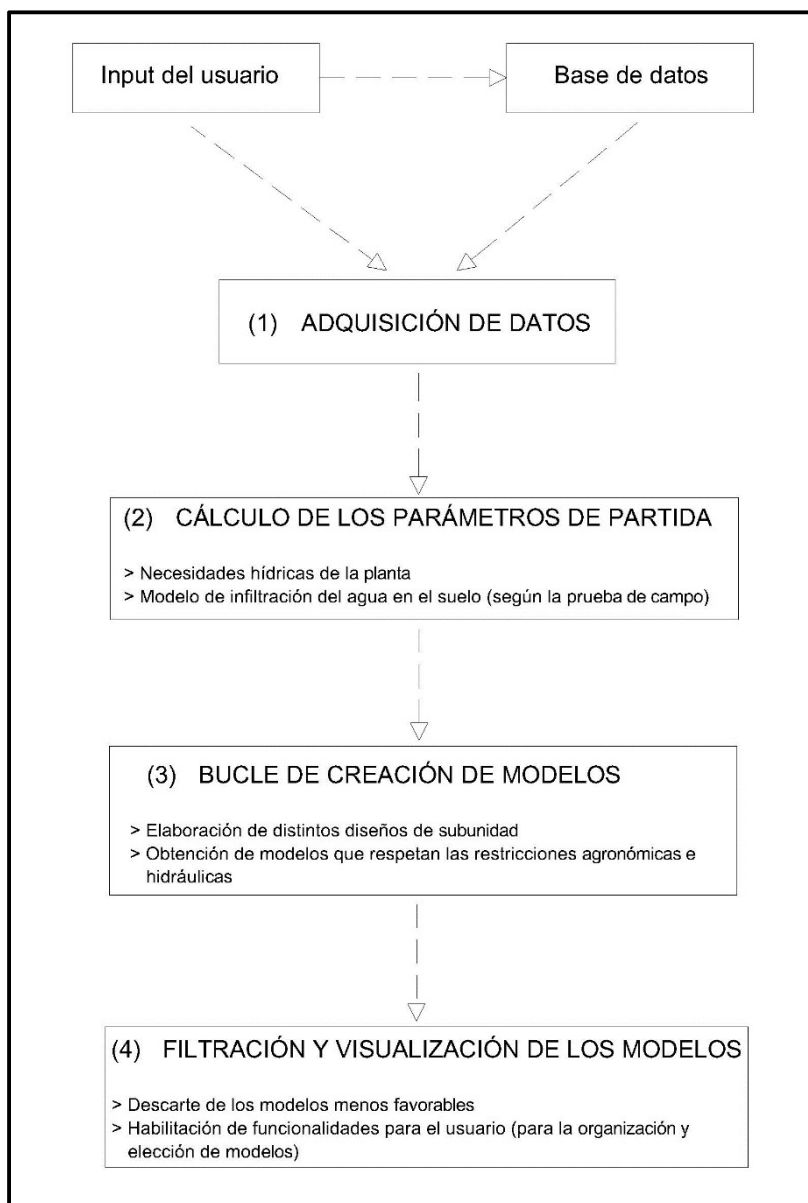 Input del usuario
Base de datos
(1) ADQUISICIÓN DE DATOS
(2) CÁLCULO DE LOS PARÁMETROS DE PARTIDA
> Necesidades hídricas de la planta
> Modelo de infiltración del agua en el suelo (según la prueba de campo)
(3) BUCLE DE CREACIÓN DE MODELOS
> Elaboración de distintos diseños de subunidad
> Obtención de modelos que respetan las restricciones agronómicas e
hidráulicas
(4) FILTRACIÓN Y VISUALIZACIÓN DE LOS MODELOS
> Descarte de los modelos menos favorables
> Habilitación de funcionalidades para el usuario (para la organización y
elección de modelos)